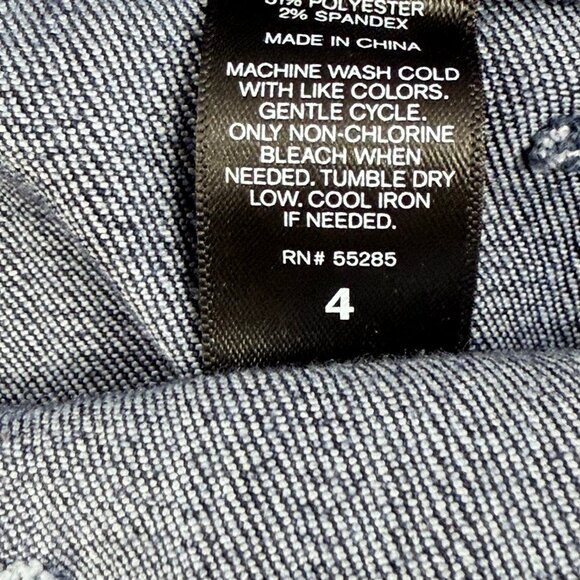 POLYESTER
2% SPANDEX
MADE IN CHINA
MACHINE WASH COLD
WITH LIKE COLORS.
GENTLE CYCLE.
ONLY NON-CHLORINE
BLEACH WHEN
NEEDED. TUMBLE DRY
LOW. COOL IRON
IF NEEDED.
RN# 55285
4